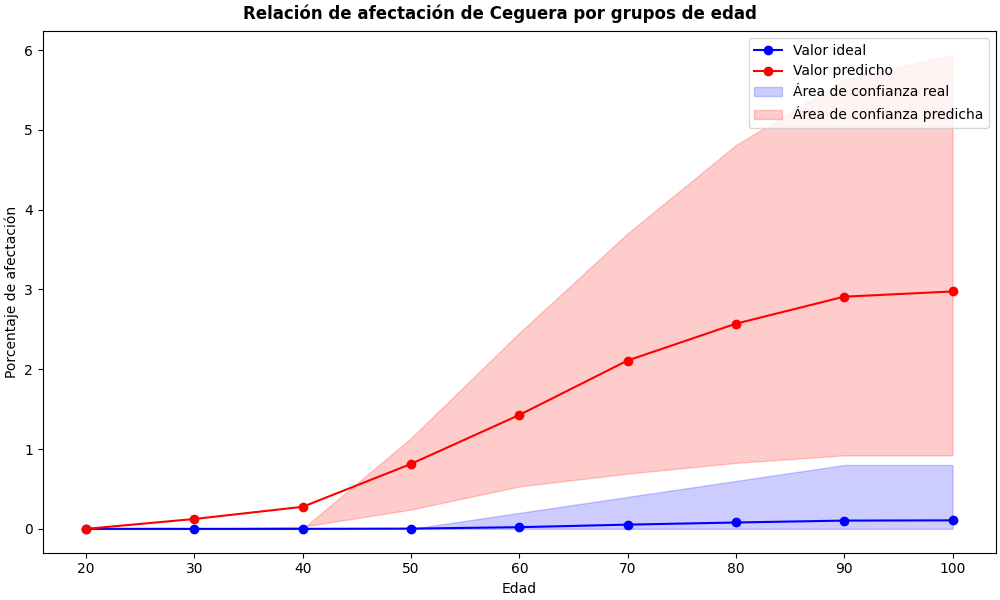 Relación de afectación de Ceguera por grupos de edad
Valor ideal
Valor predicho
Área de confianza real
Área de confianza predicha
Porcentaje de afectación
6
5
4
3
2
1
0
20 30 40 50 60 70 80 90 100
Edad